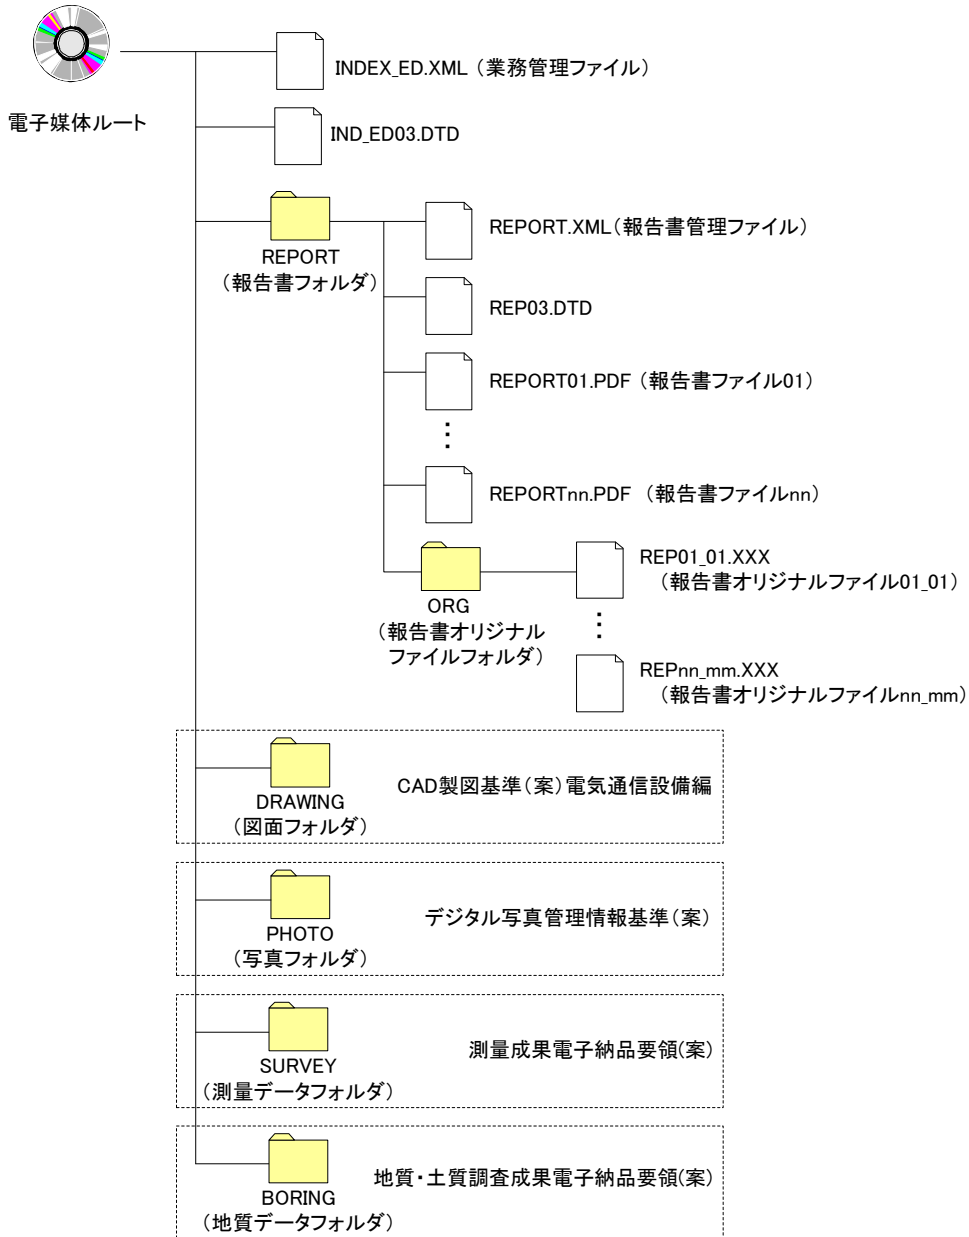 電子媒体ルート
INDEX_ED.XML（業務管理ファイル）
IND_ED03.DTD
REPORT
（報告書フォルダ）
REPORT.XML（報告書管理ファイル）
REP03.DTD
REPORT01.PDF（報告書ファイル01）
⋮
REPORTnn.PDF （報告書ファイルnn）
ORG
（報告書オリジナル
ファイルフォルダ）
REP01_01.XXX
（報告書オリジナルファイル01_01）
⋮
REPnn_mm.XXX
（報告書オリジナルファイルnn_mm）
DRAWING
（図面フォルダ）
CAD製図基準（案）電気通信設備編
PHOTO
（写真フォルダ）
デジタル写真管理情報基準（案）
SURVEY
（測量データフォルダ）
測量成果電子納品要領(案)
BORING
（地質データフォルダ）
地質・土質調査成果電子納品要領(案)